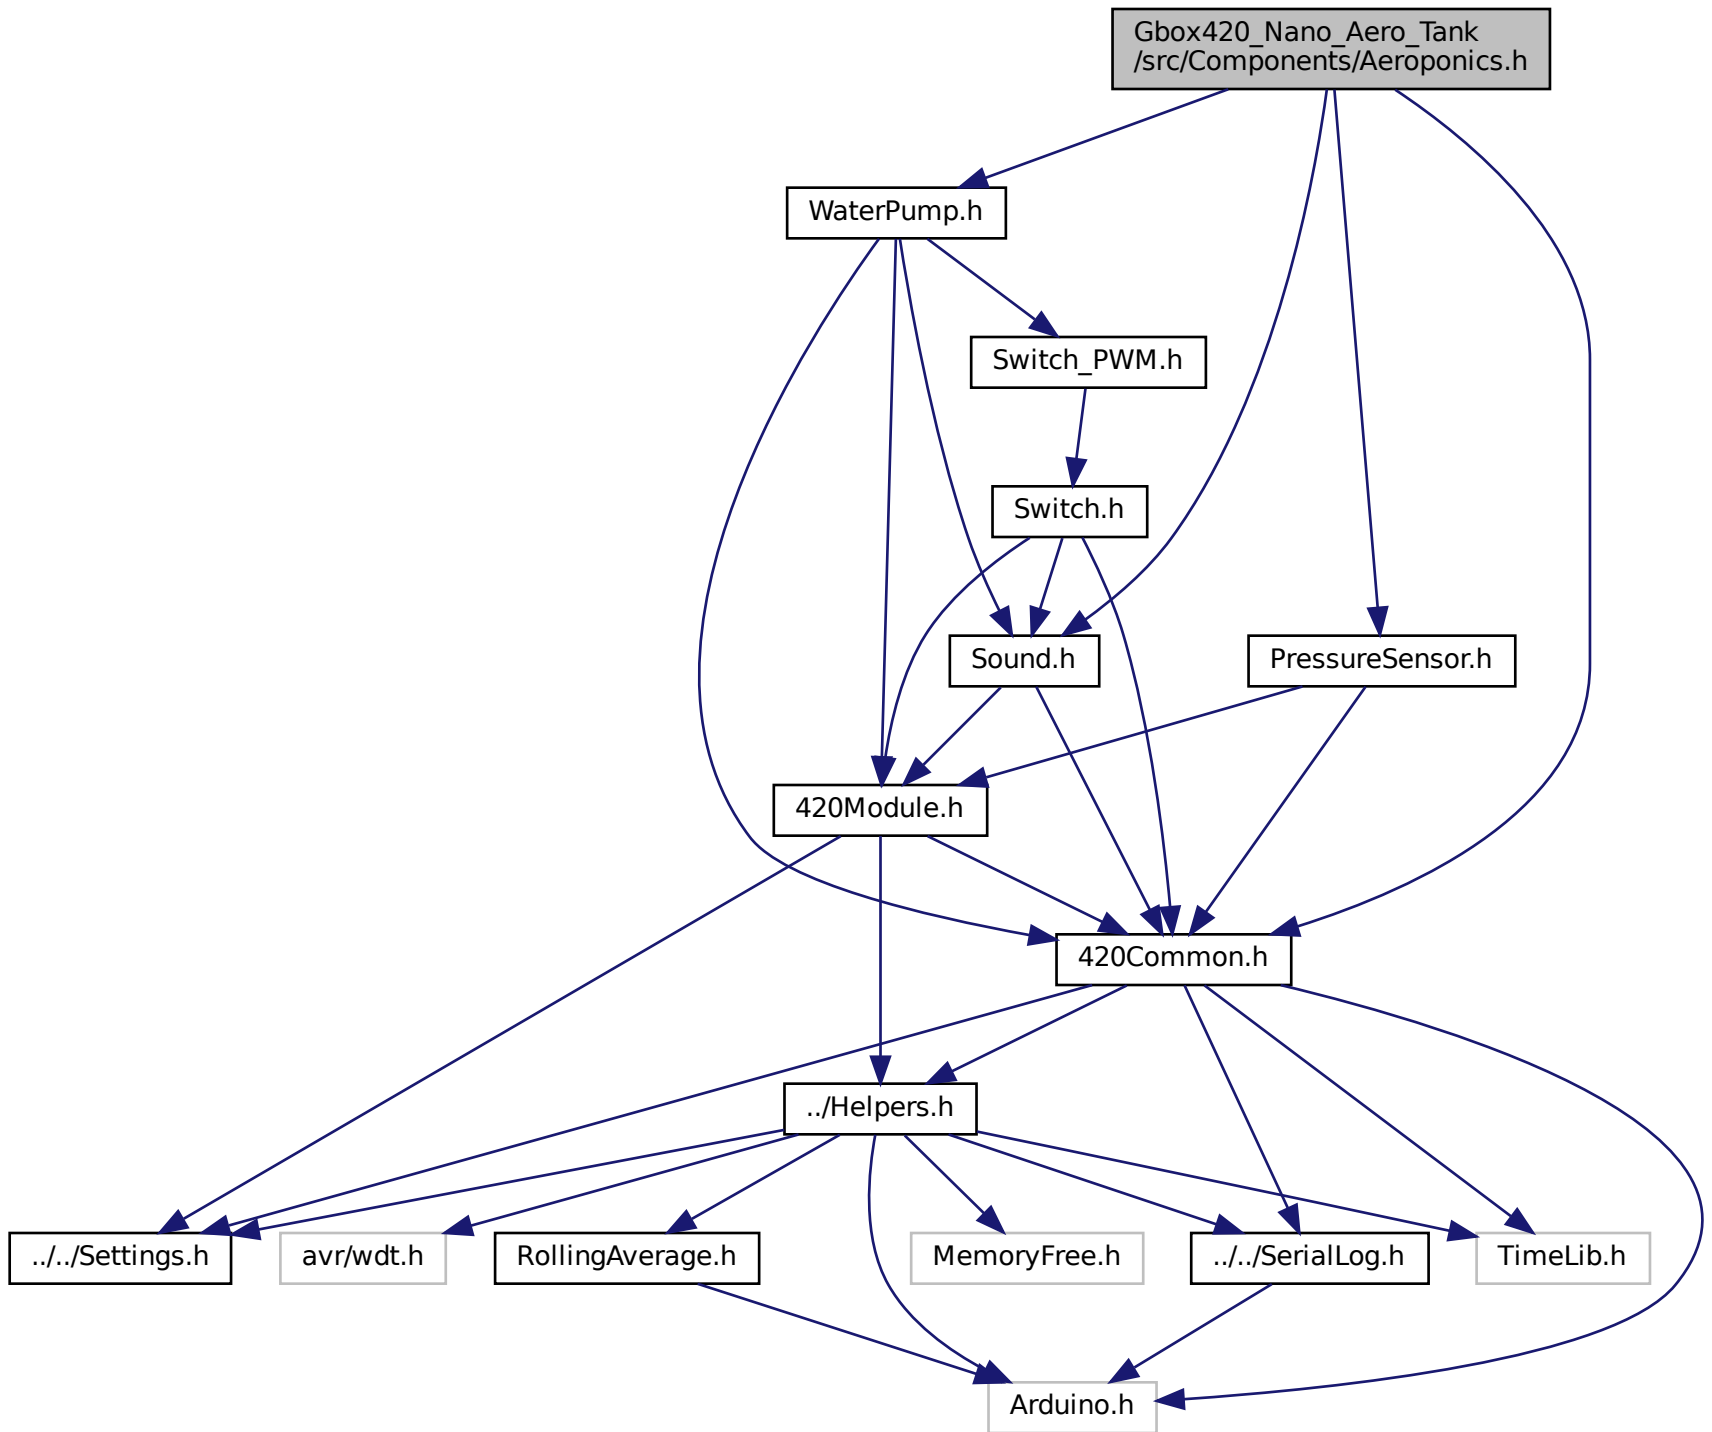 Gbox420_Nano_Aero_Tank
/src/Components/Aeroponics.h
WaterPump.h
Switch_PWM.h
Switch.h
Sound.h
PressureSensor.h
420Module.h
420Common.h
../Helpers.h
../../Settings.h
avr/wdt.h
RollingAverage.h
MemoryFree.h
../../SerialLog.h
TimeLib.h
Arduino.h